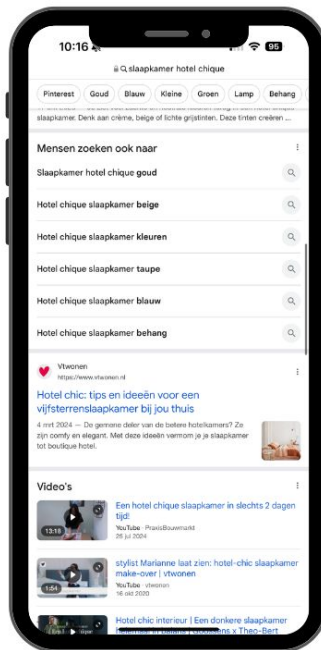 10:16
95
slaapkamer hotel chique
Pinterest Goud Blauw Kleine Groen Lamp Behang
slaapkamer. Denk aan crème, beige of lichte grijstinten. Deze tinten creëren ...
Mensen zoeken ook naar
Slaapkamer hotel chique goud
Hotel chique slaapkamer beige
Hotel chique slaapkamer kleuren
Hotel chique slaapkamer taupe
Hotel chique slaapkamer blauw
Hotel chique slaapkamer behang
Vtwonen
https://www.vtwonen.nl
Hotel chic: tips en ideeën voor een
vijfsterrenslaapkamer bij jou thuis
4 mrt 2024 — De gemene deler van de betere hotelkamers? Ze
zijn comfy en elegant. Met deze ideeën vermom je je slaapkamer
tot boutique hotel.
Video's
Een hotel chique slaapkamer in slechts 2 dagen
tijd!
13:18
YouTube · PraxisBouwmarkt
25 jul 2024
stylist Marianne laat zien: hotel-chic slaapkamer
make-over | vtwonen
1:54
YouTube · vtwonen
16 okt 2020
Hotel chic interieur | Een donkere slaapkamer
x Theo-Bert